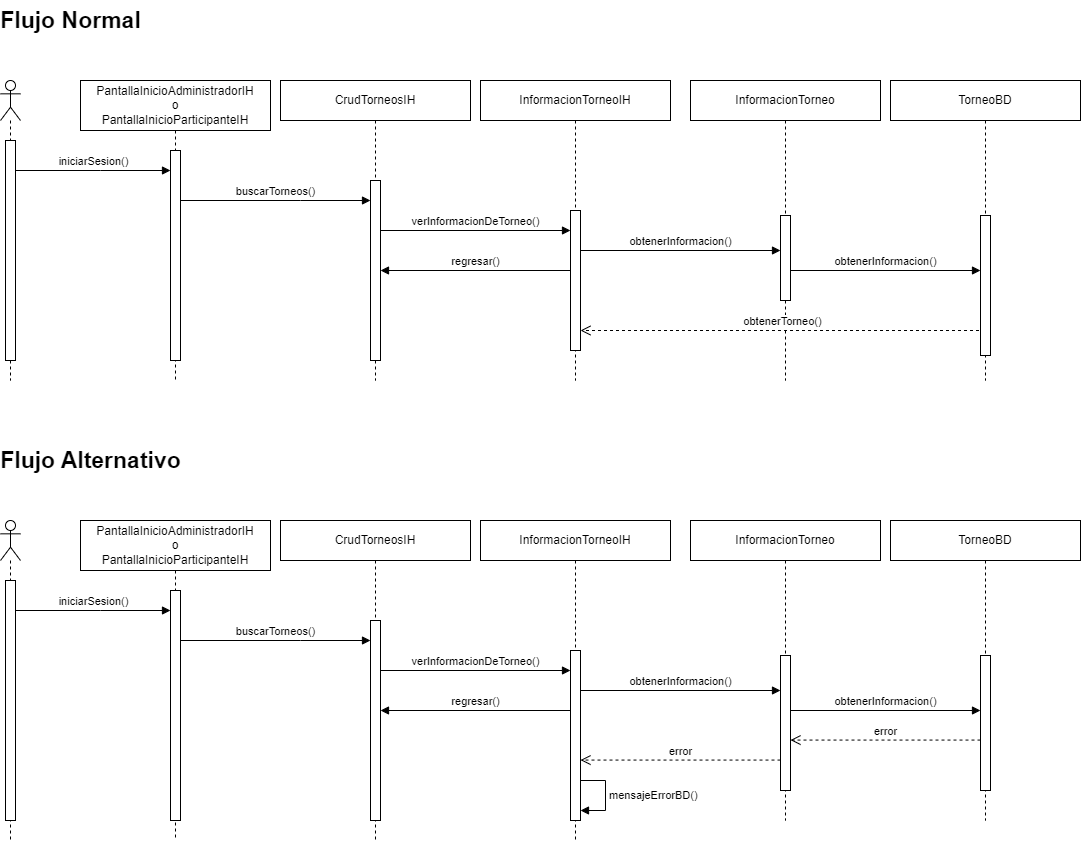 Flujo Normal
PantallaInicioAdministradorIH
o
PantallaInicioParticipanteIH
CrudTorneosIH
InformacionTorneoIH
InformacionTorneo
TorneoBD
iniciarSesion()
buscarTorneos()
verInformacionDeTorneo()
obtenerInformacion()
regresar()
obtenerInformacion()
obtenerTorneo()
Flujo Alternativo
PantallaInicioAdministradorIH
o
PantallaInicioParticipanteIH
CrudTorneosIH
InformacionTorneoIH
InformacionTorneo
TorneoBD
iniciarSesion()
buscarTorneos()
verInformacionDeTorneo()
obtenerInformacion()
regresar()
obtenerInformacion()
error
error
mensajeErrorBD()